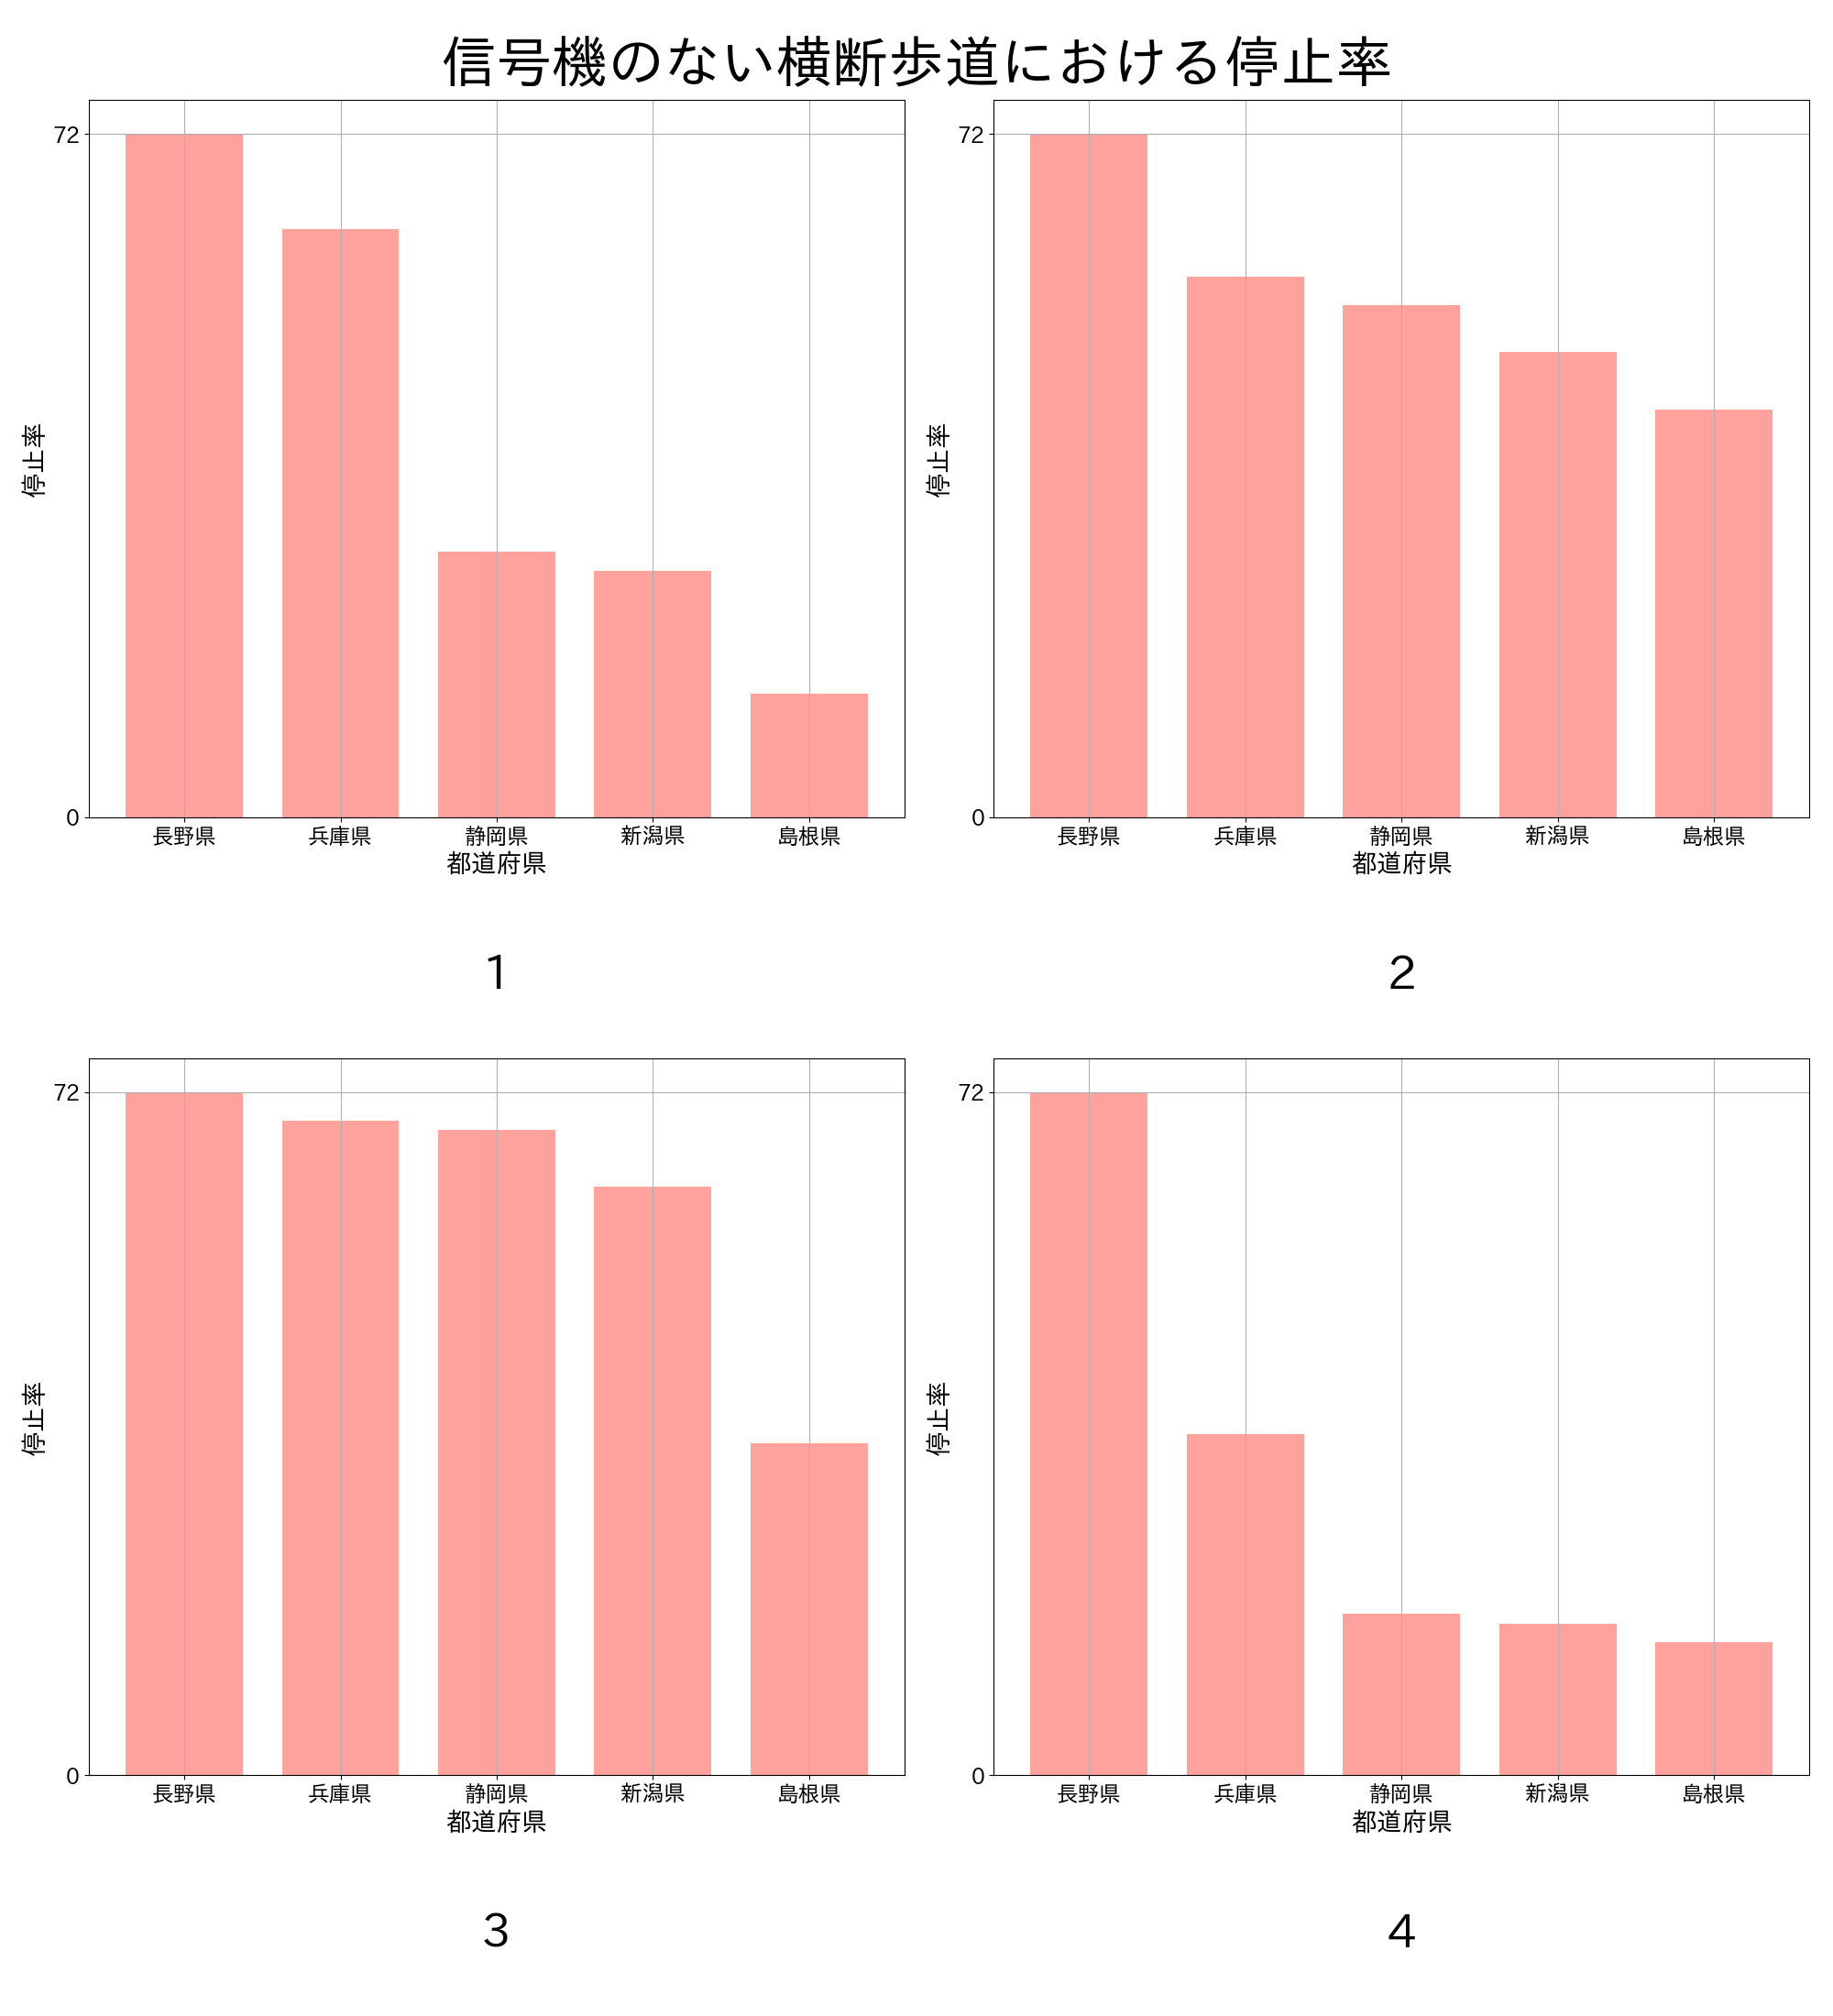 信号機のない横断歩道における停止率
72
0
停止率
長野県 兵庫県 静岡県 新潟県 島根県
都道府県
1
72
0
停止率
長野県 兵庫県 静岡県 新潟県 島根県
都道府県
2
72
0
停止率
長野県 兵庫県 静岡県 新潟県 島根県
都道府県
3
72
0
停止率
長野県 兵庫県 静岡県 新潟県 島根県
都道府県
4